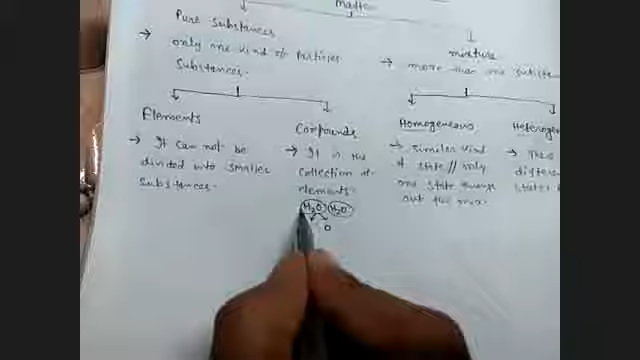 Matter
Pure Substances
→ only one kind of Particles
Substances.
mixture
→ more than one
Elements
→ It can not be
divided into smaller
Substances.
Compounds
→ It is the
Collection of
elements.
H₂O H₂O
O
Homogeneous
→ Similar kind
of state // only
one state through
out the mix
Heterogen
→
differen
states